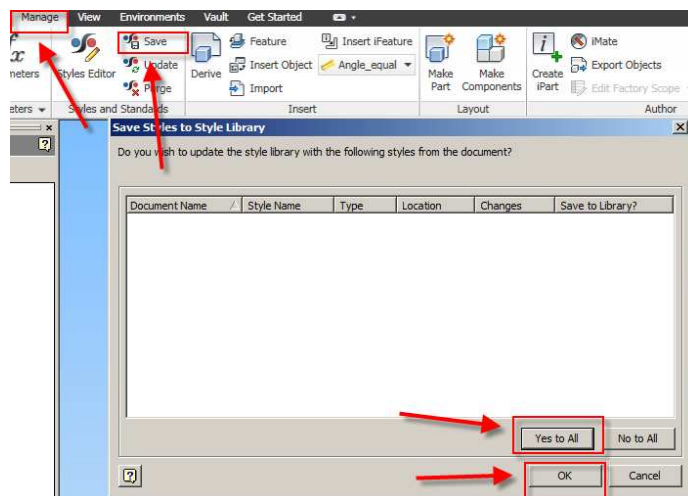 Manage View Environments Vault Get Started
Save Feature Insert iFeature iMate
Styles Editor Update Derive Insert Object Angle_equal Make Part Make Components Create iPart Export Objects
Purge Import Edit Factory Scope
Styles and Standards Insert Layout Author
Save Styles to Style Library
Do you wish to update the style library with the following styles from the document?
Document Name Style Name Type Location Changes Save to Library?
Yes to All No to All
OK Cancel